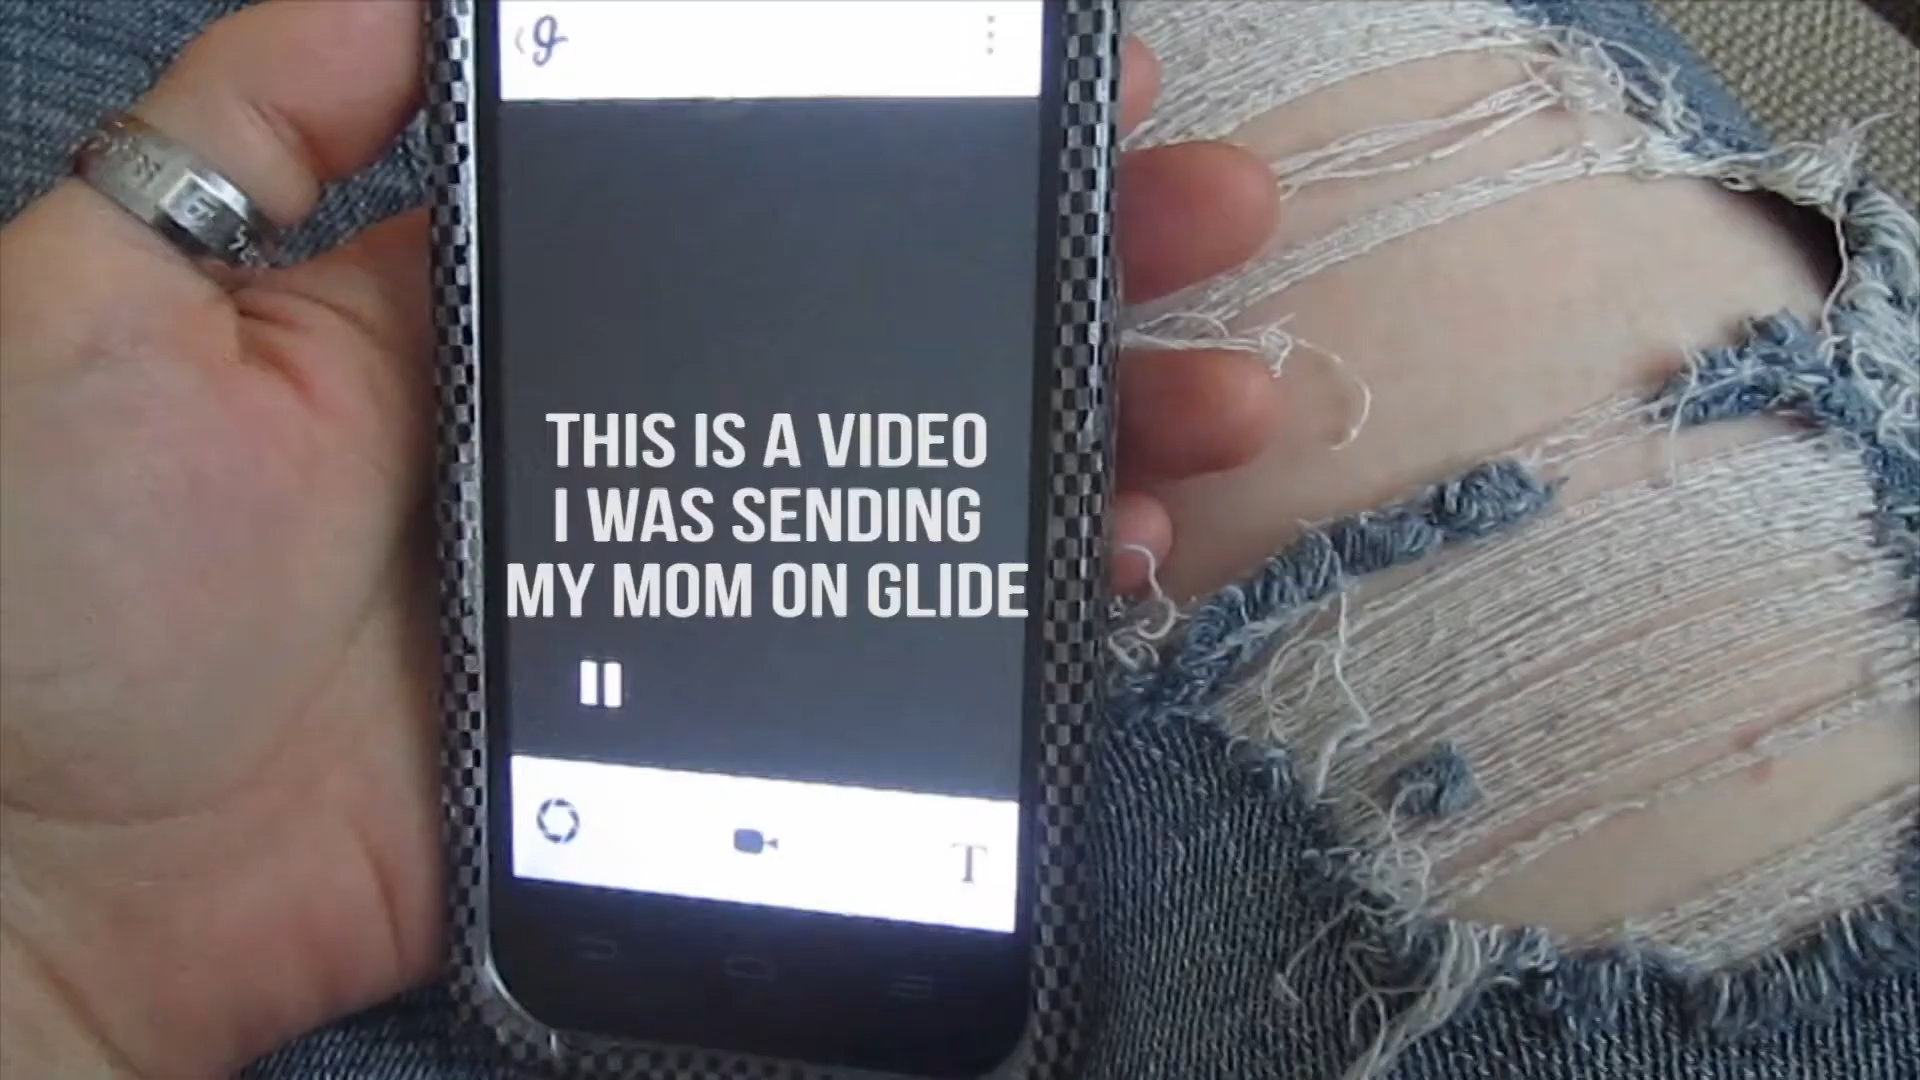 g
THIS IS A VIDEO
I WAS SENDING
MY MOM ON GLIDE
T